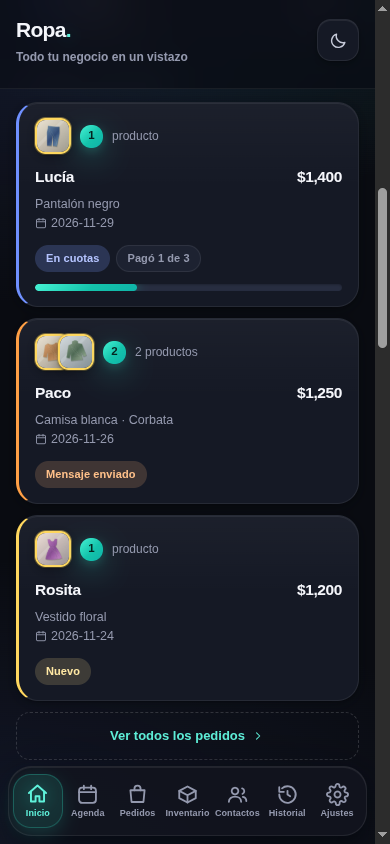 Ropa.
Todo tu negocio en un vistazo
1 producto
Lucía $1,400
Pantalón negro
2026-11-29
En cuotas Pagó 1 de 3
2 2 productos
Paco $1,250
Camisa blanca · Corbata
2026-11-26
Mensaje enviado
1 producto
Rosita $1,200
Vestido floral
2026-11-24
Nuevo
Ver todos los pedidos
Inicio Agenda Pedidos Inventario Contactos Historial Ajustes